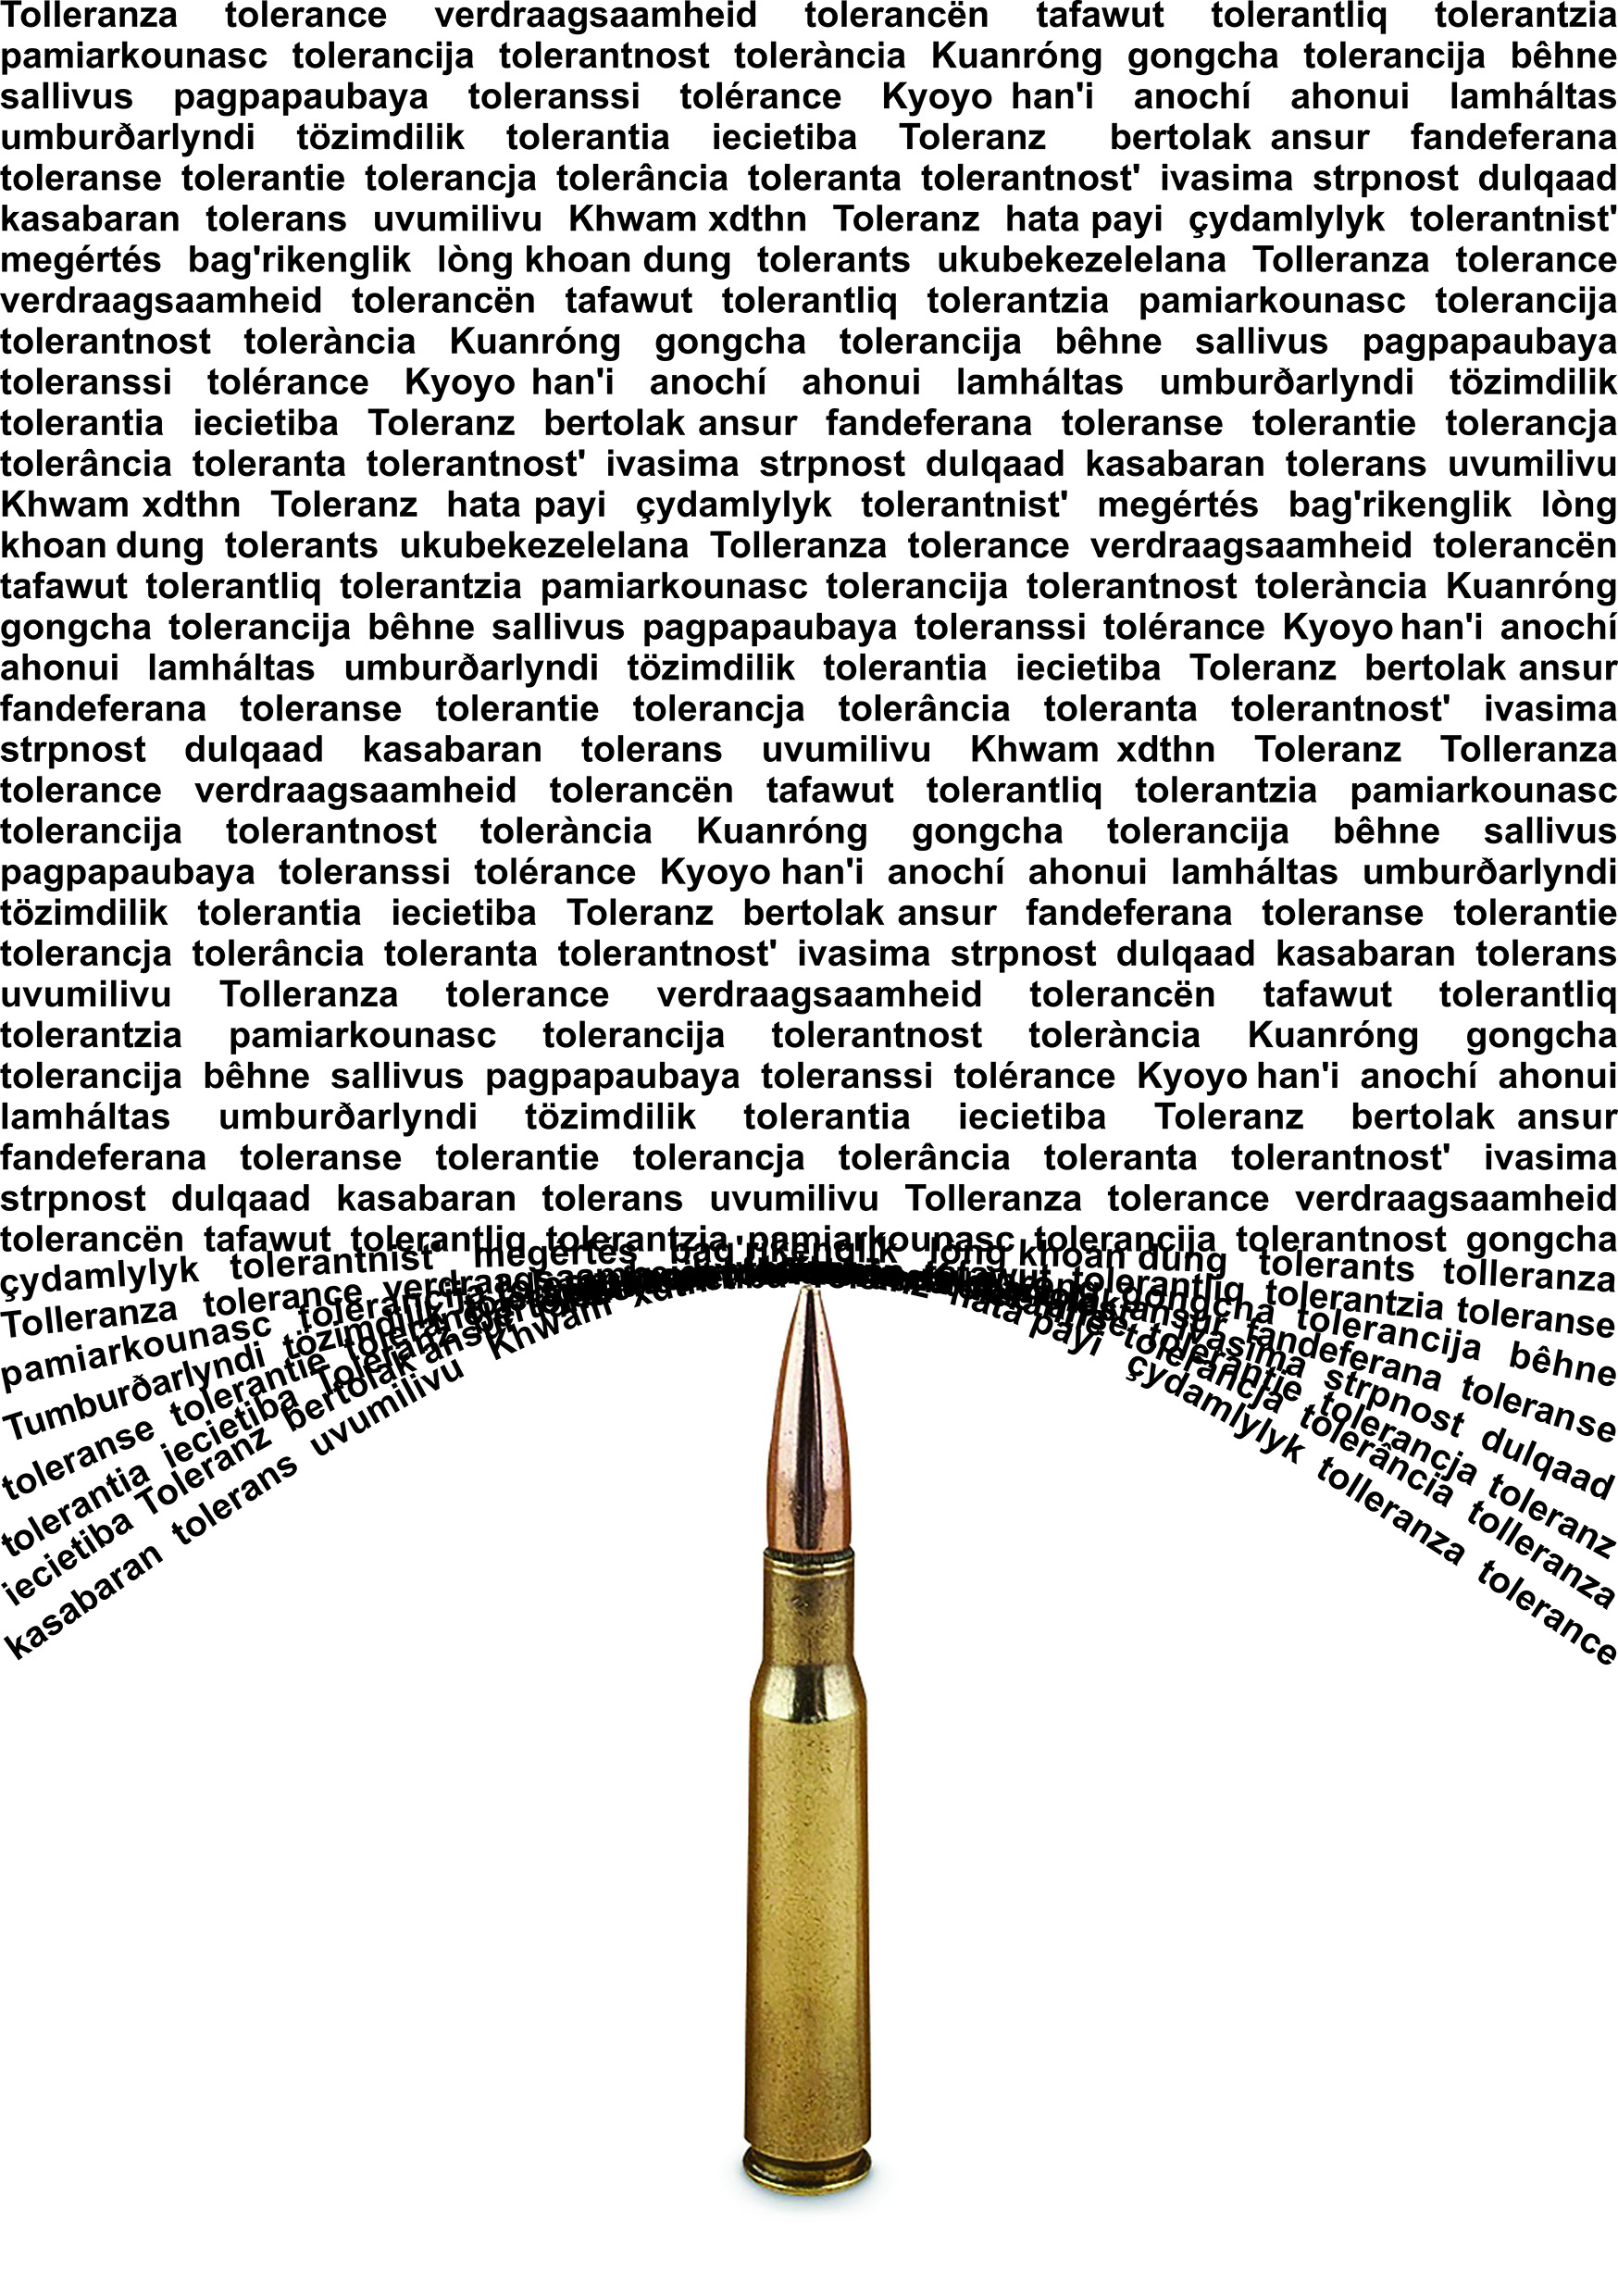 Tolleranza tolerance verdraagsaamheid tolerancën tafawut tolerantliq tolerantzia
pamiarkounasc tolerancija tolerantnost tolerància Kuanróng gongcha tolerancija bêhne
sallivus pagpapaubaya toleranssi tolérance Kyoyo han'i anochí ahonui lamháltas
umburðarlyndi tözimdilik tolerantia iecietiba Toleranz bertolak ansur fandeferana
toleranse tolerantie tolerancja tolerância toleranta tolerantnost' ivasima strpnost dulqaad
kasabaran tolerans uvumilivu Khwam xdthn Toleranz hata payi çydamlylyk tolerantnist'
megértés bag'rikenglik lòng khoan dung tolerants ukubekezelelana Tolleranza tolerance
verdraagsaamheid tolerancën tafawut tolerantliq tolerantzia pamiarkounasc tolerancija
tolerantnost tolerància Kuanróng gongcha tolerancija bêhne sallivus pagpapaubaya
toleranssi tolérance Kyoyo han'i anochí ahonui lamháltas umburðarlyndi tözimdilik
tolerantia iecietiba Toleranz bertolak ansur fandeferana toleranse tolerantie tolerancja
tolerância toleranta tolerantnost' ivasima strpnost dulqaad kasabaran tolerans uvumilivu
Khwam xdthn Toleranz hata payi çydamlylyk tolerantnist' megértés bag'rikenglik lòng
khoan dung tolerants ukubekezelelana Tolleranza tolerance verdraagsaamheid tolerancën
tafawut tolerantliq tolerantzia pamiarkounasc tolerancija tolerantnost tolerància Kuanróng
gongcha tolerancija bêhne sallivus pagpapaubaya toleranssi tolérance Kyoyo han'i anochí
ahonui lamháltas umburðarlyndi tözimdilik tolerantia iecietiba Toleranz bertolak ansur
fandeferana toleranse tolerantie tolerancja tolerância toleranta tolerantnost' ivasima
strpnost dulqaad kasabaran tolerans uvumilivu Khwam xdthn Toleranz Tolleranza
tolerance verdraagsaamheid tolerancën tafawut tolerantliq tolerantzia pamiarkounasc
tolerancija tolerantnost tolerància Kuanróng gongcha tolerancija bêhne sallivus
pagpapaubaya toleranssi tolérance Kyoyo han'i anochí ahonui lamháltas umburðarlyndi
tözimdilik tolerantia iecietiba Toleranz bertolak ansur fandeferana toleranse tolerantie
tolerancja tolerância toleranta tolerantnost' ivasima strpnost dulqaad kasabaran tolerans
uvumilivu Tolleranza tolerance verdraagsaamheid tolerancën tafawut tolerantliq
tolerantzia pamiarkounasc tolerancija tolerantnost tolerància Kuanróng gongcha
tolerancija bêhne sallivus pagpapaubaya toleranssi tolérance Kyoyo han'i anochí ahonui
lamháltas umburðarlyndi tözimdilik tolerantia iecietiba Toleranz bertolak ansur
fandeferana toleranse tolerantie tolerancja tolerância toleranta tolerantnost' ivasima
strpnost dulqaad kasabaran tolerans uvumilivu Tolleranza tolerance verdraagsaamheid
tolerancën tafawut tolerantliq tolerantzia pamiarkounasc tolerancija tolerantnost gongcha
çydamlylyk tolerantnist' megértés bag'rikenglik lòng khoan dung tolerants tolleranza
Tolleranza tolerance verdraagsaamheid tafawut tolerantliq tolerantzia toleranse
pamiarkounasc tolerancija gongcha tolerancija bêhne
Tumburðarlyndi tözimdilik ansur fandeferana toleranse
toleranse tolerantie ivasima strpnost dulqaad
tolerantia iecietiba Toleranz tolerantie tolerancja toleranz
iecietiba Toleranz bertolak ansur tolerancja tolerância tolleranza
kasabaran tolerans uvumilivu Khwam xdthn hata payi çydamlylyk tolleranza tolerance